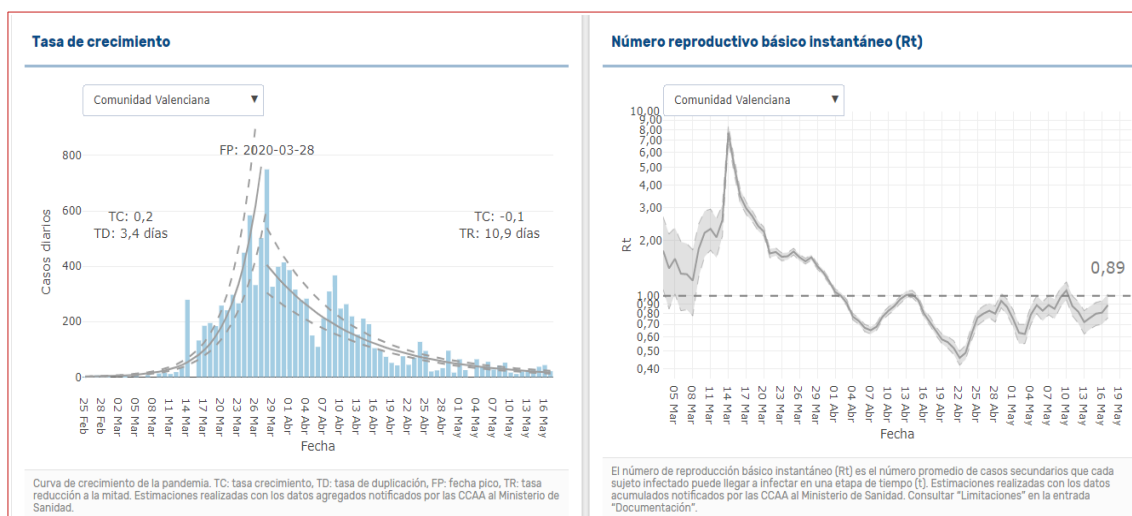 Tasa de crecimiento
Comunidad Valenciana ▼
FP: 2020-03-28
TC: 0,2
TD: 3,4 días
TC: -0,1
TR: 10,9 días
Casos diarios
800
600
400
200
0
25 Feb
28 Feb
02 Mar
05 Mar
08 Mar
11 Mar
14 Mar
17 Mar
20 Mar
23 Mar
26 Mar
29 Mar
01 Abr
04 Abr
07 Abr
10 Abr
13 Abr
16 Abr
19 Abr
22 Abr
25 Abr
28 Abr
01 May
04 May
07 May
10 May
13 May
16 May
Fecha
Curva de crecimiento de la pandemia. TC: tasa crecimiento, TD: tasa de duplicación, FP: fecha pico, TR: tasa
reducción a la mitad. Estimaciones realizadas con los datos agregados notificados por las CCAA al Ministerio de
Sanidad.
Número reproductivo básico instantáneo (Rt)
Comunidad Valenciana ▼
10,00
9,00
8,00
7,00
6,00
5,00
4,00
3,00
2,00
1,00
0,90
0,80
0,70
0,60
0,50
0,40
Rt
0,89
05 Mar
08 Mar
11 Mar
14 Mar
17 Mar
20 Mar
23 Mar
26 Mar
29 Mar
01 Abr
04 Abr
07 Abr
10 Abr
13 Abr
16 Abr
19 Abr
22 Abr
25 Abr
28 Abr
01 May
04 May
07 May
10 May
13 May
16 May
19 May
Fecha
El número de reproducción básico instantáneo (Rt) es el número promedio de casos secundarios que cada
sujeto infectado puede llegar a infectar en una etapa de tiempo (t). Estimaciones realizadas con los datos
acumulados notificados por las CCAA al Ministerio de Sanidad. Consultar "Limitaciones" en la entrada
"Documentación".